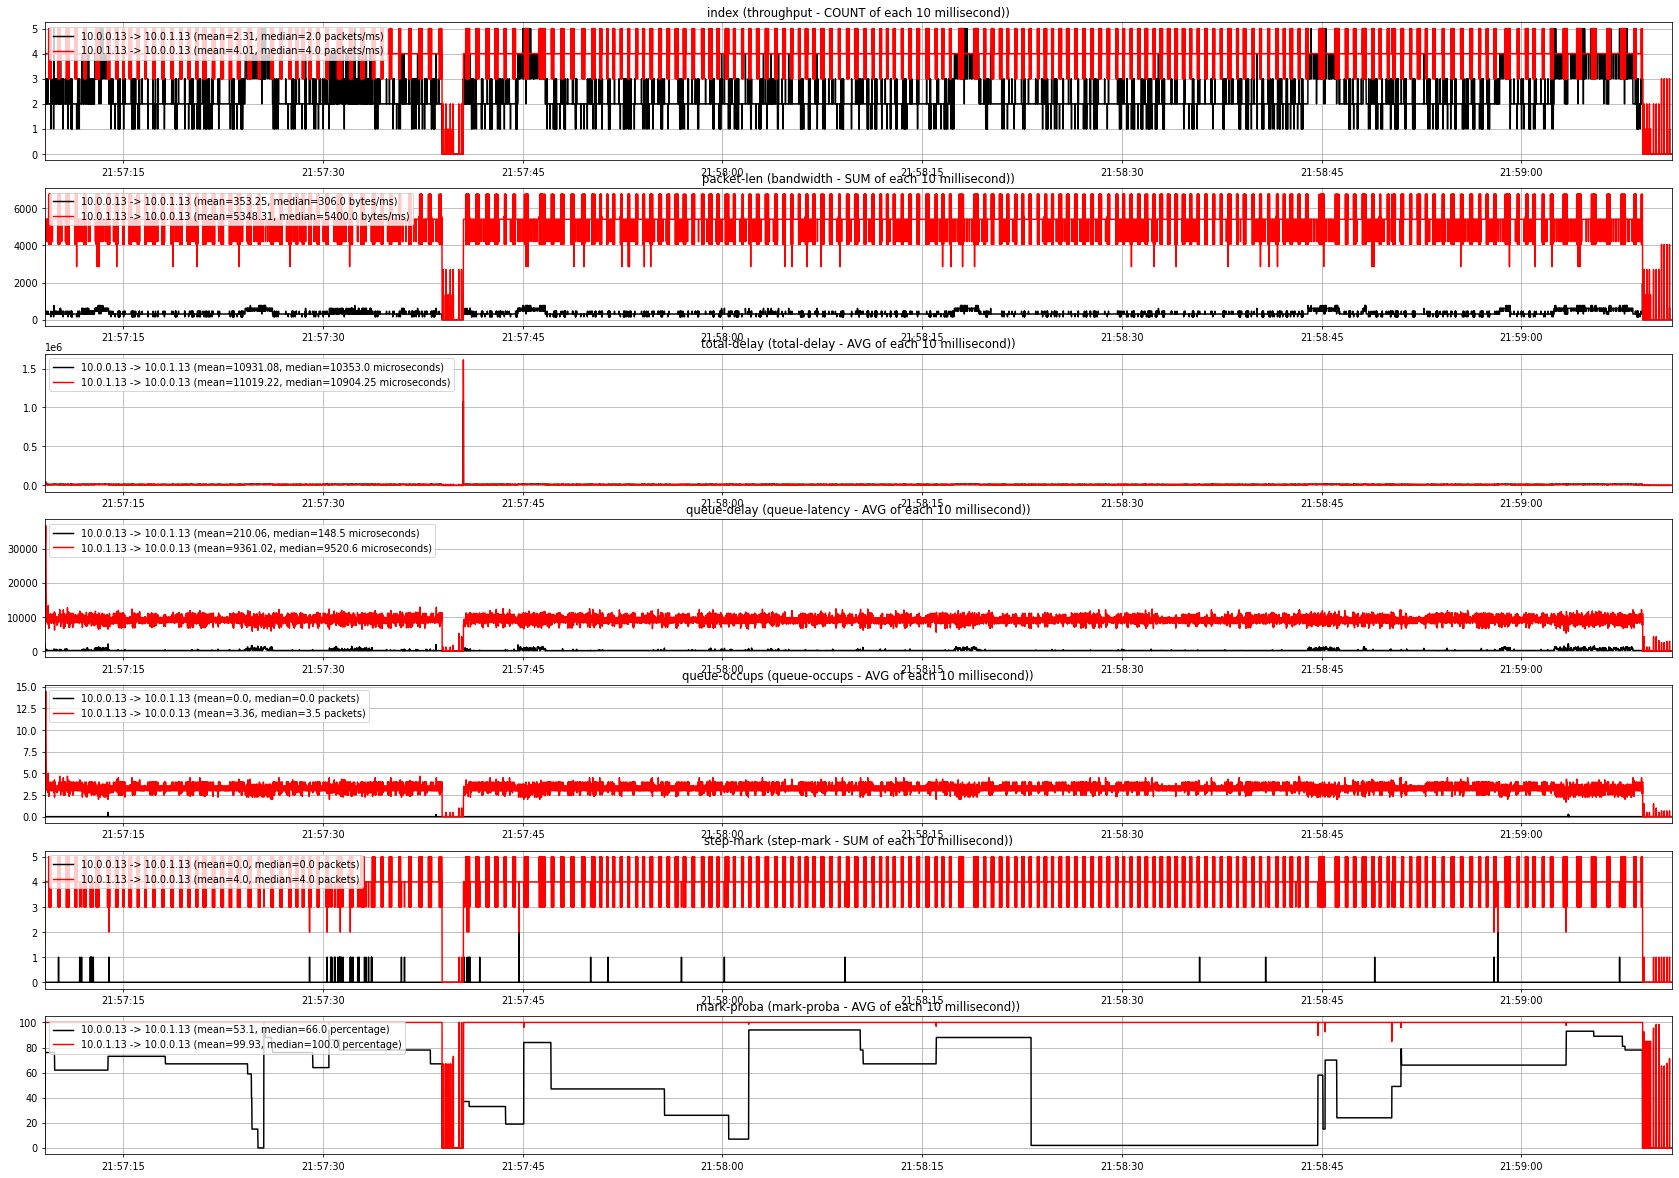 index (throughput - COUNT of each 10 millisecond))
10.0.0.13 -> 10.0.1.13 (mean=2.31, median=2.0 packets/ms)
10.0.1.13 -> 10.0.0.13 (mean=4.01, median=4.0 packets/ms)
5
4
3
2
1
0
21:57:15 21:57:30 21:57:45 21:58:00 21:58:15 21:58:30 21:58:45 21:59:00
packet-len (bandwidth - SUM of each 10 millisecond))
10.0.0.13 -> 10.0.1.13 (mean=353.25, median=306.0 bytes/ms)
10.0.1.13 -> 10.0.0.13 (mean=5348.31, median=5400.0 bytes/ms)
6000
4000
2000
0
21:57:15 21:57:30 21:57:45 21:58:00 21:58:15 21:58:30 21:58:45 21:59:00
total-delay (total-delay - AVG of each 10 millisecond))
1e6
10.0.0.13 -> 10.0.1.13 (mean=10931.08, median=10353.0 microseconds)
10.0.1.13 -> 10.0.0.13 (mean=11019.22, median=10904.25 microseconds)
1.5
1.0
0.5
0.0
21:57:15 21:57:30 21:57:45 21:58:00 21:58:15 21:58:30 21:58:45 21:59:00
queue-delay (queue-latency - AVG of each 10 millisecond))
10.0.0.13 -> 10.0.1.13 (mean=210.06, median=148.5 microseconds)
10.0.1.13 -> 10.0.0.13 (mean=9361.02, median=9520.6 microseconds)
30000
20000
10000
0
21:57:15 21:57:30 21:57:45 21:58:00 21:58:15 21:58:30 21:58:45 21:59:00
queue-occups (queue-occups - AVG of each 10 millisecond))
10.0.0.13 -> 10.0.1.13 (mean=0.0, median=0.0 packets)
10.0.1.13 -> 10.0.0.13 (mean=3.36, median=3.5 packets)
15.0
12.5
10.0
7.5
5.0
2.5
0.0
21:57:15 21:57:30 21:57:45 21:58:00 21:58:15 21:58:30 21:58:45 21:59:00
step-mark (step-mark - SUM of each 10 millisecond))
10.0.0.13 -> 10.0.1.13 (mean=0.0, median=0.0 packets)
10.0.1.13 -> 10.0.0.13 (mean=4.0, median=4.0 packets)
5
4
3
2
1
0
21:57:15 21:57:30 21:57:45 21:58:00 21:58:15 21:58:30 21:58:45 21:59:00
mark-proba (mark-proba - AVG of each 10 millisecond))
10.0.0.13 -> 10.0.1.13 (mean=53.1, median=66.0 percentage)
10.0.1.13 -> 10.0.0.13 (mean=99.93, median=100.0 percentage)
100
80
60
40
20
0
21:57:15 21:57:30 21:57:45 21:58:00 21:58:15 21:58:30 21:58:45 21:59:00